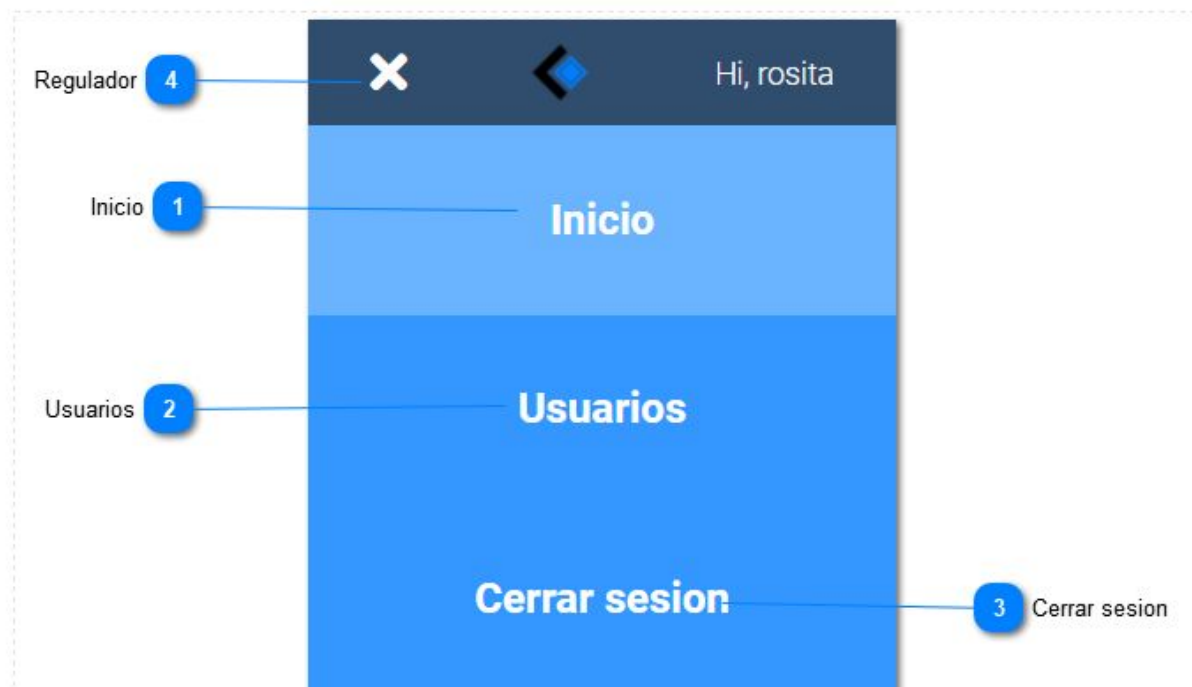 Regulador 4
Hi, rosita
Inicio 1
Inicio
Usuarios 2
Usuarios
Cerrar sesion
3 Cerrar sesion